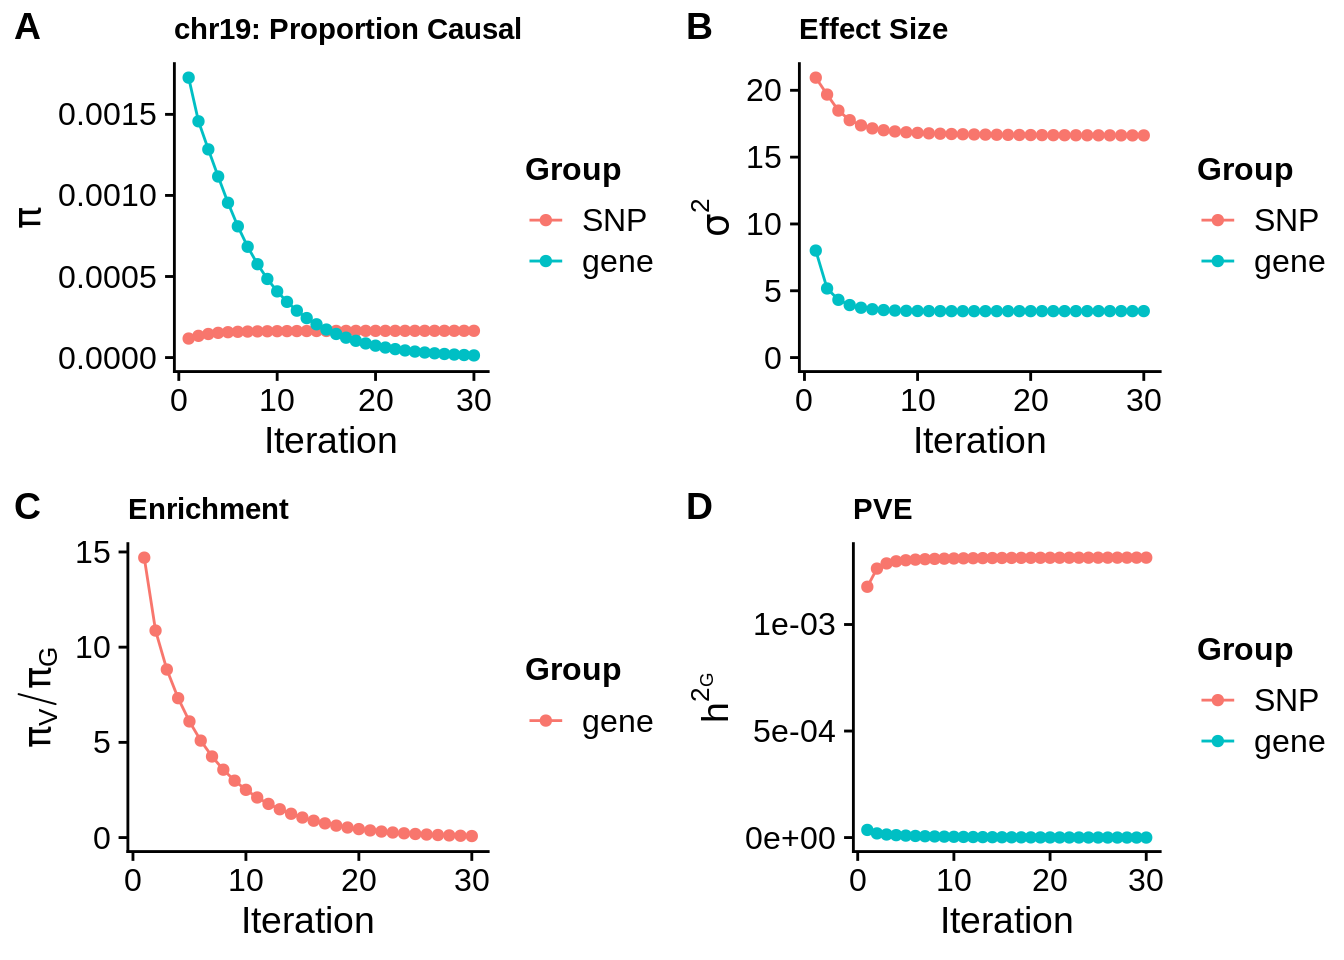 A
chr19: Proportion Causal
π
0.0015
0.0010
0.0005
0.0000
0 10 20 30
Iteration
Group
SNP
gene
B
Effect Size
σ²
20
15
10
5
0
0 10 20 30
Iteration
Group
SNP
gene
C
Enrichment
πV/πG
15
10
5
0
0 10 20 30
Iteration
Group
gene
D
PVE
h²G
1e-03
5e-04
0e+00
0 10 20 30
Iteration
Group
SNP
gene